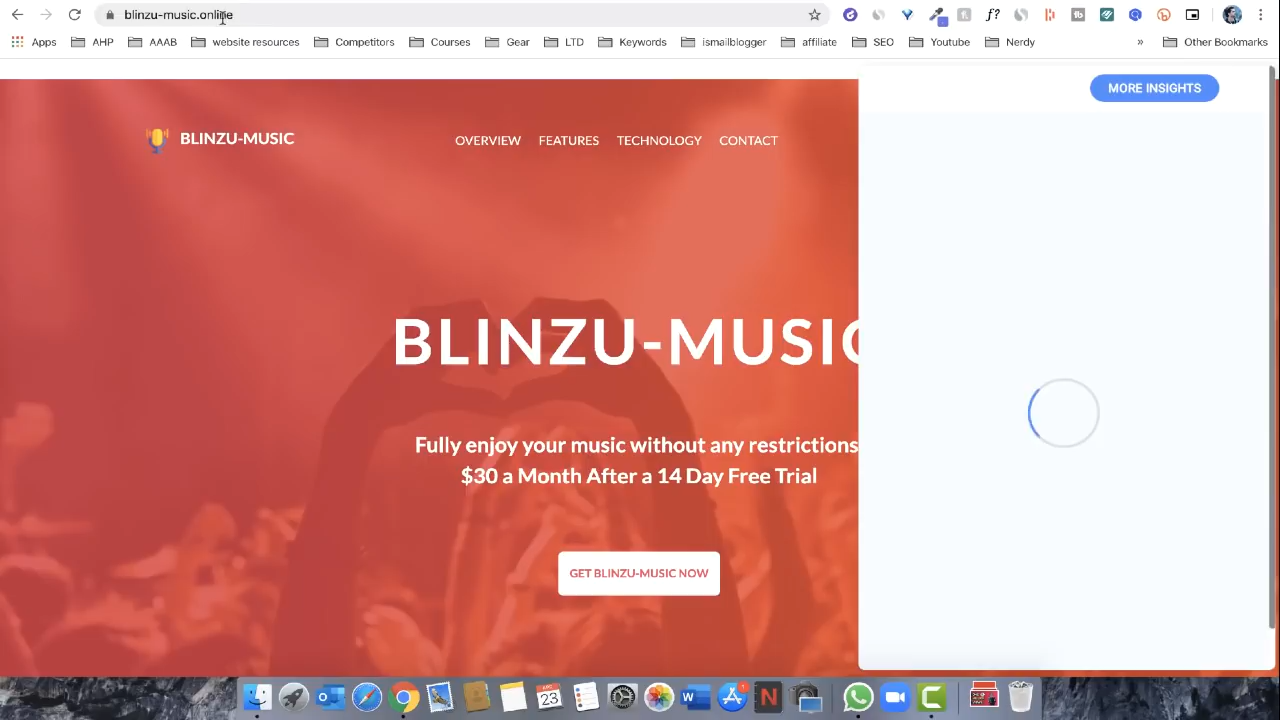 blinzu-music.online
f?
Apps AHP AAAB website resources Competitors Courses Gear LTD Keywords ismailblogger affiliate SEO Youtube Nerdy » Other Bookmarks
MORE INSIGHTS
BLINZU-MUSIC OVERVIEW FEATURES TECHNOLOGY CONTACT
BLINZU-MUSIC
Fully enjoy your music without any restrictions
$30 a Month After a 14 Day Free Trial
GET BLINZU-MUSIC NOW
23